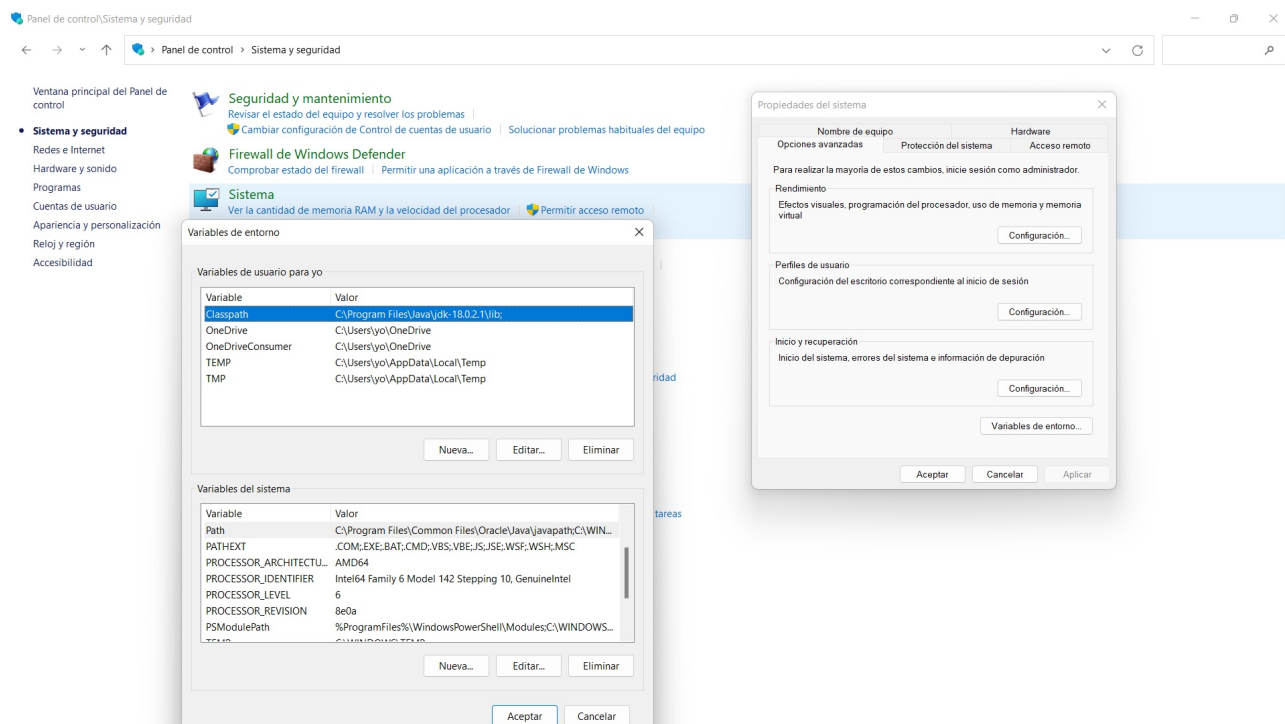 Panel de control\Sistema y seguridad
Panel de control > Sistema y seguridad
Ventana principal del Panel de control
Sistema y seguridad
Redes e Internet
Hardware y sonido
Programas
Cuentas de usuario
Apariencia y personalización
Reloj y región
Accesibilidad
Seguridad y mantenimiento
Revisar el estado del equipo y resolver los problemas
Cambiar configuración de Control de cuentas de usuario | Solucionar problemas habituales del equipo
Firewall de Windows Defender
Comprobar estado del firewall | Permitir una aplicación a través de Firewall de Windows
Sistema
Ver la cantidad de memoria RAM y la velocidad del procesador | Permitir acceso remoto
Variables de entorno
Variables de usuario para yo
Variable Valor
Classpath C:\Program Files\Java\jdk-18.0.2.1\lib;
OneDrive C:\Users\yo\OneDrive
OneDriveConsumer C:\Users\yo\OneDrive
TEMP C:\Users\yo\AppData\Local\Temp
TMP C:\Users\yo\AppData\Local\Temp
Nueva... Editar... Eliminar
Variables del sistema
Variable Valor
Path C:\Program Files\Common Files\Oracle\Java\javapath;C:\WIN...
PATHEXT .COM;.EXE;.BAT;.CMD;.VBS;.VBE;.JS;.JSE;.WSF;.WSH;.MSC
PROCESSOR_ARCHITECTU... AMD64
PROCESSOR_IDENTIFIER Intel64 Family 6 Model 142 Stepping 10, GenuineIntel
PROCESSOR_LEVEL 6
PROCESSOR_REVISION 8e0a
PSModulePath %ProgramFiles%\WindowsPowerShell\Modules;C:\WINDOWS...
TEMP C:\WINDOWS\TEMP
Nueva... Editar... Eliminar
Aceptar Cancelar
ridad
tareas
Propiedades del sistema
Nombre de equipo Hardware
Opciones avanzadas Protección del sistema Acceso remoto
Para realizar la mayoría de estos cambios, inicie sesión como administrador.
Rendimiento
Efectos visuales, programación del procesador, uso de memoria y memoria
virtual
Configuración...
Perfiles de usuario
Configuración del escritorio correspondiente al inicio de sesión
Configuración...
Inicio y recuperación
Inicio del sistema, errores del sistema e información de depuración
Configuración...
Variables de entorno...
Aceptar Cancelar Aplicar